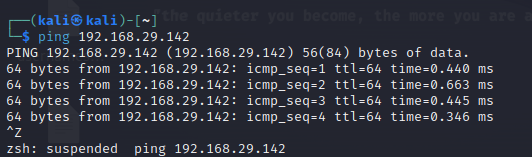 "the quieter you become, the more you are a
┌──(kali㉿kali)-[~]
└─$ ping 192.168.29.142
PING 192.168.29.142 (192.168.29.142) 56(84) bytes of data.
64 bytes from 192.168.29.142: icmp_seq=1 ttl=64 time=0.440 ms
64 bytes from 192.168.29.142: icmp_seq=2 ttl=64 time=0.663 ms
64 bytes from 192.168.29.142: icmp_seq=3 ttl=64 time=0.445 ms
64 bytes from 192.168.29.142: icmp_seq=4 ttl=64 time=0.346 ms
^Z
zsh: suspended  ping 192.168.29.142